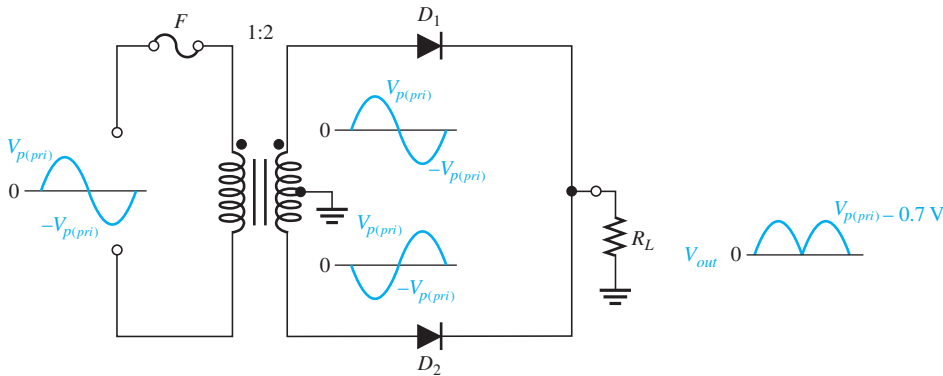 F
1:2
D1
Vp(pri)
0
−Vp(pri)
Vp(pri)
0
−Vp(pri)
Vp(pri)
0
−Vp(pri)
D2
RL
Vp(pri) − 0.7 V
Vout 0